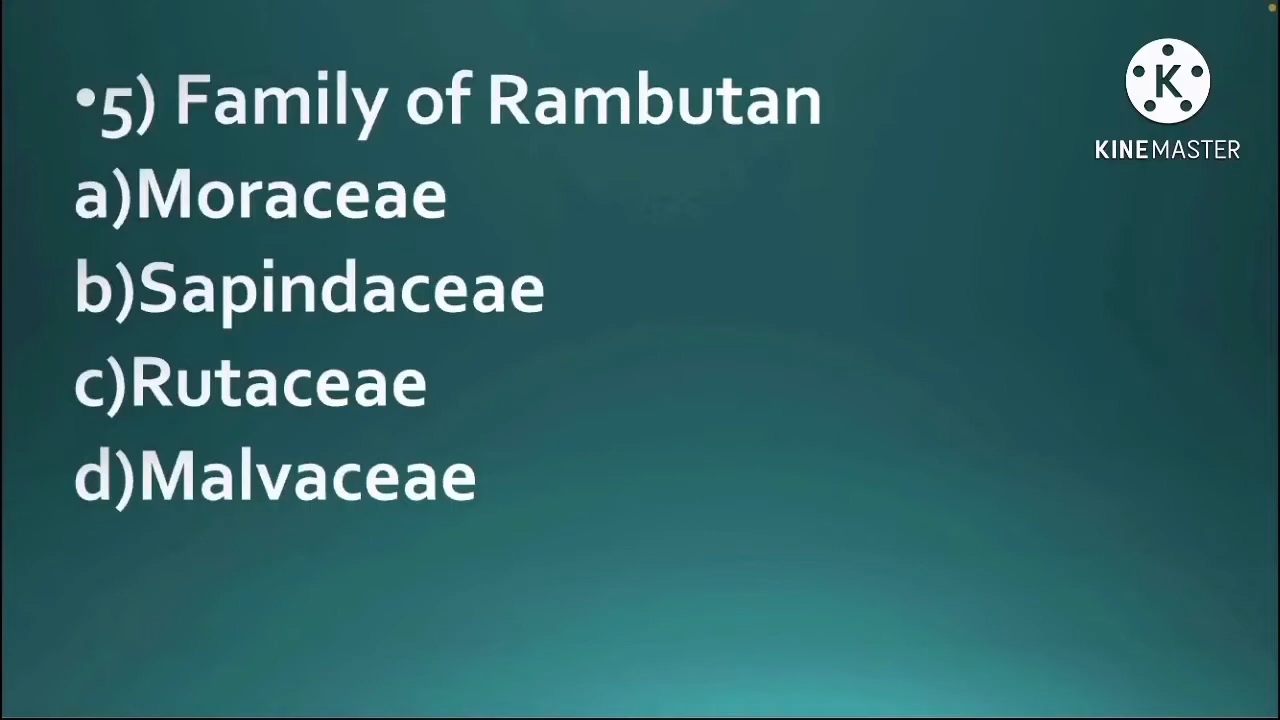 •5) Family of Rambutan
a)Moraceae
b)Sapindaceae
c)Rutaceae
d)Malvaceae
K
KINEMASTER